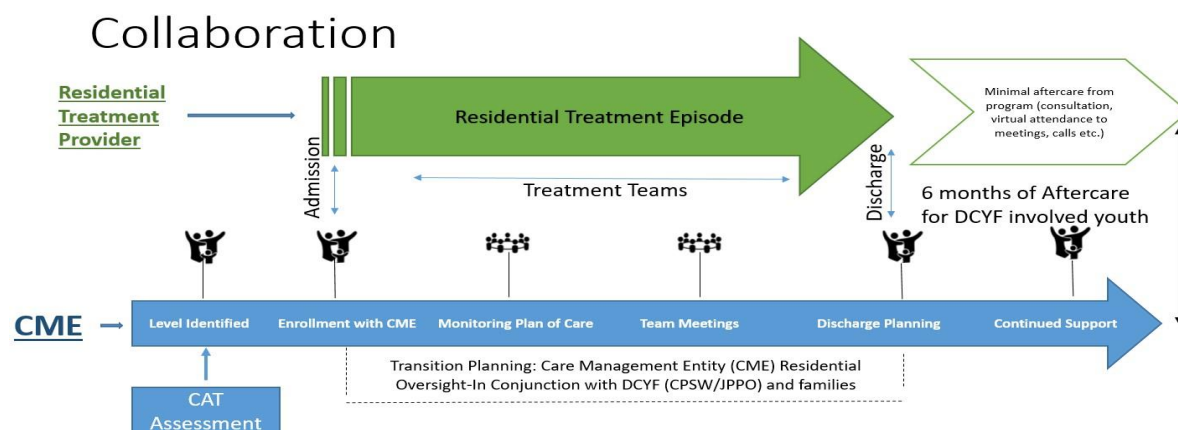 Collaboration
Residential
Treatment
Provider
Residential Treatment Episode
Minimal aftercare from
program (consultation,
virtual attendance to
meetings, calls etc.)
Admission
Treatment Teams
Discharge
6 months of Aftercare
for DCYF involved youth
CME
Level Identified
Enrollment with CME
Monitoring Plan of Care
Team Meetings
Discharge Planning
Continued Support
Transition Planning: Care Management Entity (CME) Residential
Oversight-In Conjunction with DCYF (CPSW/JPPO) and families
CAT
Assessment